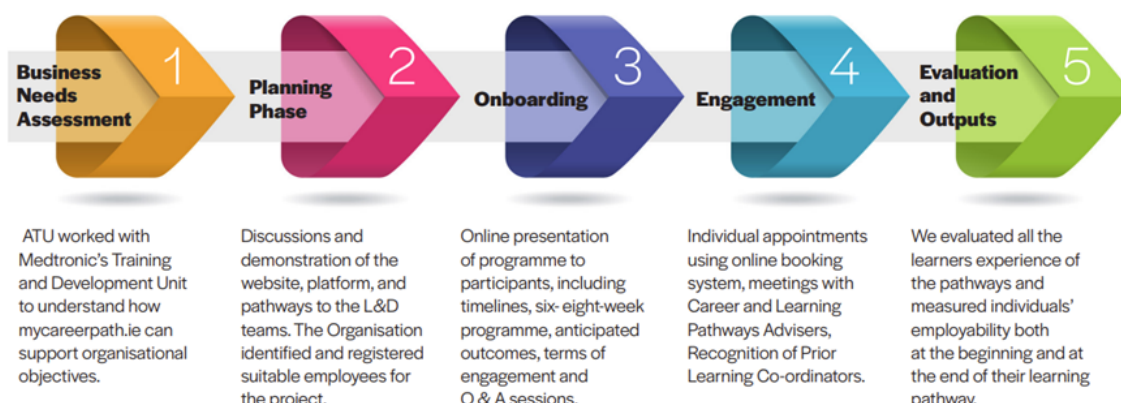 1
Business
Needs
Assessment
ATU worked with
Medtronic's Training
and Development Unit
to understand how
mycareerpath.ie can
support organisational
objectives.
2
Planning
Phase
Discussions and
demonstration of the
website, platform, and
pathways to the L&D
teams. The Organisation
identified and registered
suitable employees for
the project.
3
Onboarding
Online presentation
of programme to
participants, including
timelines, six- eight-week
programme, anticipated
outcomes, terms of
engagement and
Q & A sessions.
4
Engagement
Individual appointments
using online booking
system, meetings with
Career and Learning
Pathways Advisers,
Recognition of Prior
Learning Co-ordinators.
5
Evaluation
and
Outputs
We evaluated all the
learners experience of
the pathways and
measured individuals'
employability both
at the beginning and at
the end of their learning
pathway.